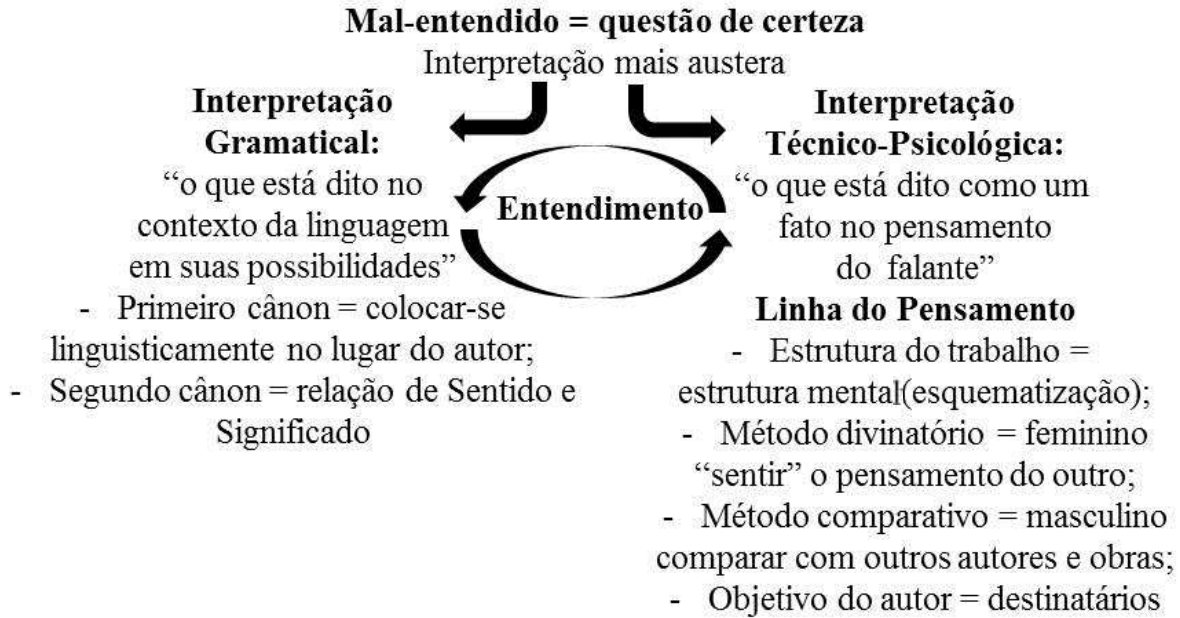 Mal-entendido = questão de certeza
Interpretação mais austera
Interpretação
Gramatical:
“o que está dito no
contexto da linguagem
em suas possibilidades”
- Primeiro cânon = colocar-se
linguisticamente no lugar do autor;
- Segundo cânon = relação de Sentido e
Significado
Entendimento
Interpretação
Técnico-Psicológica:
“o que está dito como um
fato no pensamento
do falante”
Linha do Pensamento
- Estrutura do trabalho =
estrutura mental(esquematização);
- Método divinatório = feminino
“sentir” o pensamento do outro;
- Método comparativo = masculino
comparar com outros autores e obras;
- Objetivo do autor = destinatários